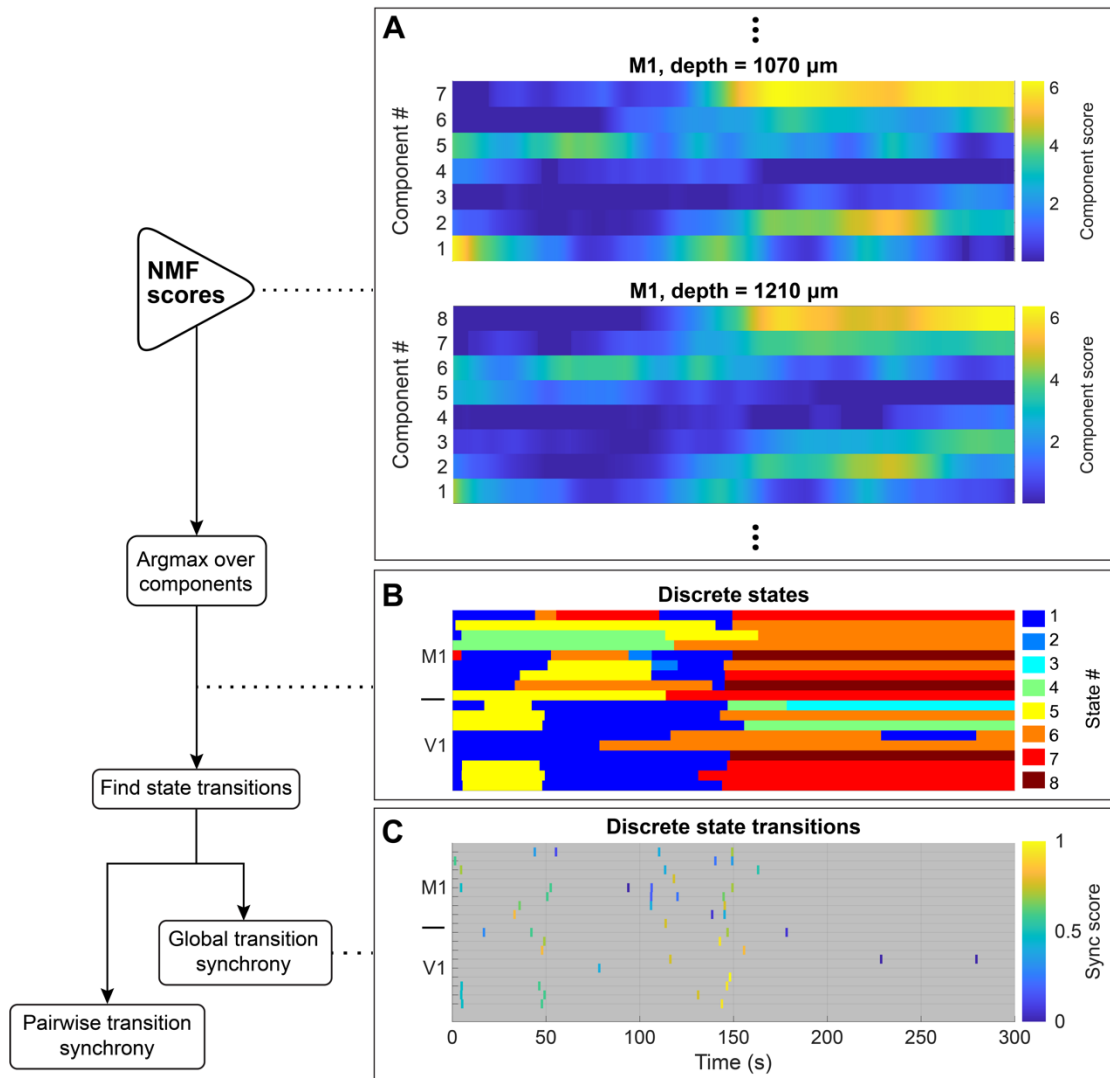 NMF
scores
Argmax over
components
Find state transitions
Global transition
synchrony
Pairwise transition
synchrony
A
M1, depth = 1070 µm
Component #
7
6
5
4
3
2
1
6
4
2
Component score
M1, depth = 1210 µm
Component #
8
7
6
5
4
3
2
1
6
4
2
Component score
B
Discrete states
M1
V1
1
2
3
4
5
6
7
8
State #
C
Discrete state transitions
M1
V1
0 50 100 150 200 250 300
Time (s)
1
0.5
0
Sync score